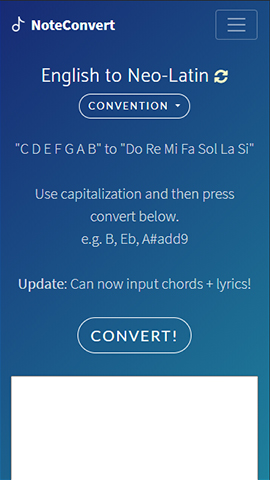 NoteConvert
English to Neo-Latin
CONVENTION
"C D E F G A B" to "Do Re Mi Fa Sol La Si"
Use capitalization and then press
convert below.
e.g. B, Eb, A#add9
Update: Can now input chords + lyrics!
CONVERT!